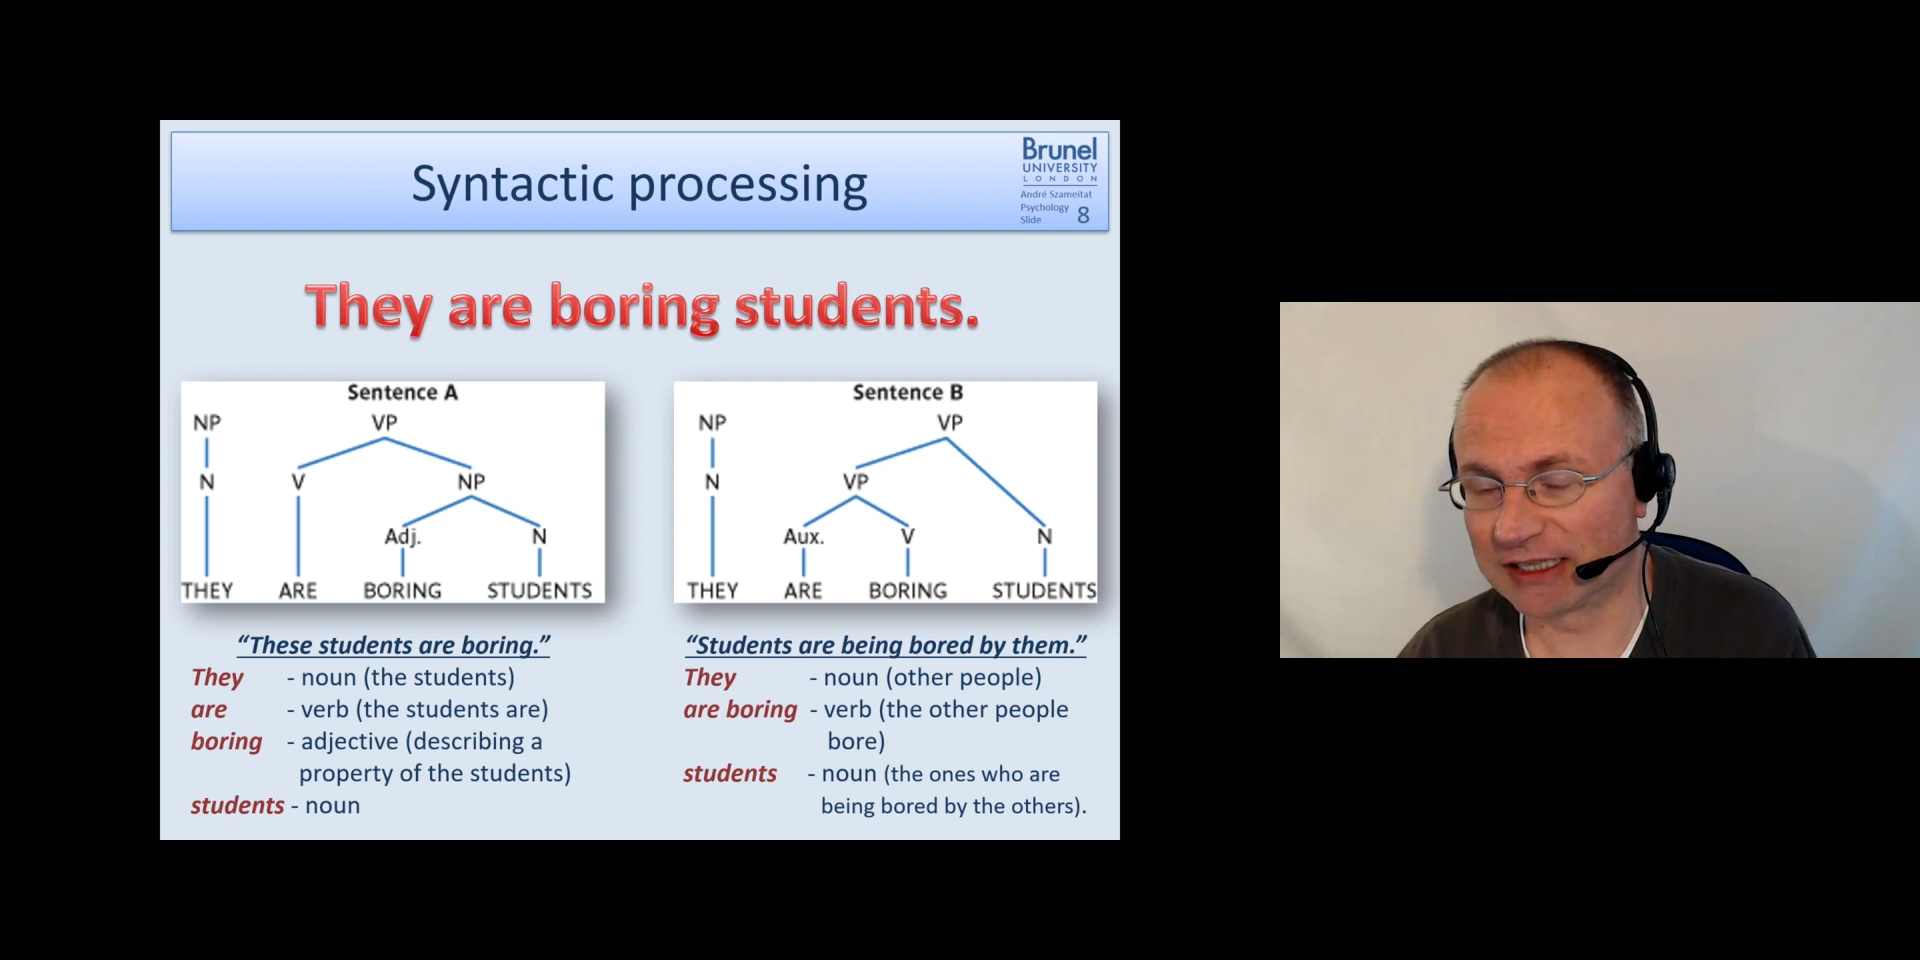 Syntactic processing
Brunel
UNIVERSITY
LONDON
André Szameitat
Psychology
Slide 8
They are boring students.
Sentence A
NP VP
N V NP
Adj. N
THEY ARE BORING STUDENTS
Sentence B
NP VP
N VP
Aux. V N
THEY ARE BORING STUDENTS
“These students are boring.”
They - noun (the students)
are - verb (the students are)
boring - adjective (describing a
property of the students)
students - noun
“Students are being bored by them.”
They - noun (other people)
are boring - verb (the other people
bore)
students - noun (the ones who are
being bored by the others).